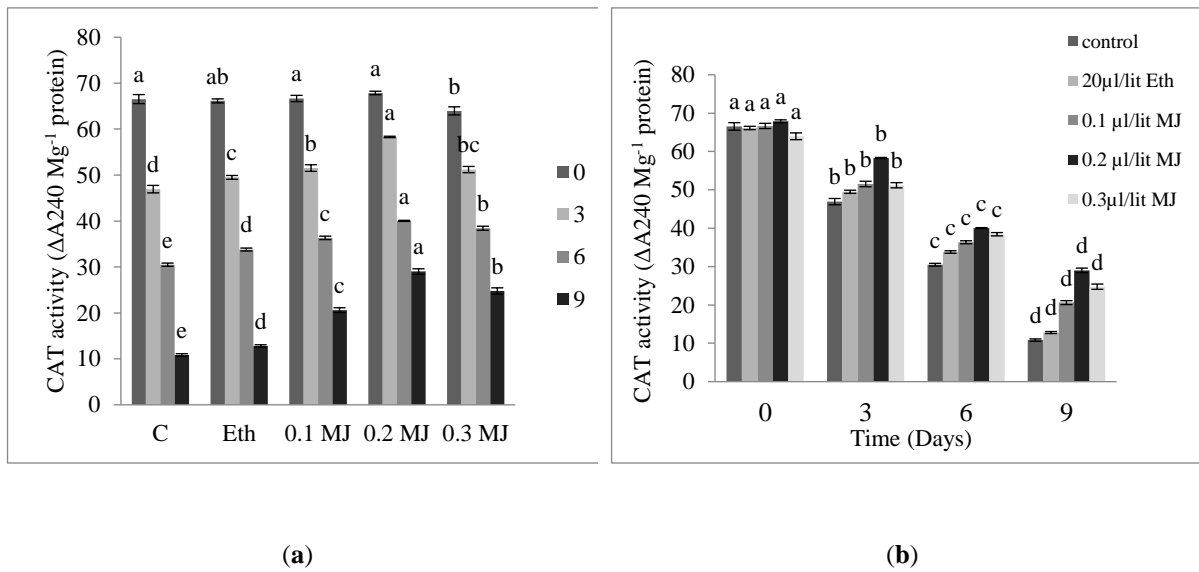 CAT activity (ΔA240 Mg⁻¹ protein)
80
70
60
50
40
30
20
10
0
a
d
e
e
ab
c
d
d
a
b
c
c
a
a
a
a
b
bc
b
b
C Eth 0.1 MJ 0.2 MJ 0.3 MJ
0
3
6
9
(a)
CAT activity (ΔA240 Mg⁻¹ protein)
80
70
60
50
40
30
20
10
0
a a a a a
b b b b b
c c c c c
d d d d d
0 3 6 9
Time (Days)
control
20µl/lit Eth
0.1 µl/lit MJ
0.2 µl/lit MJ
0.3µl/lit MJ
(b)